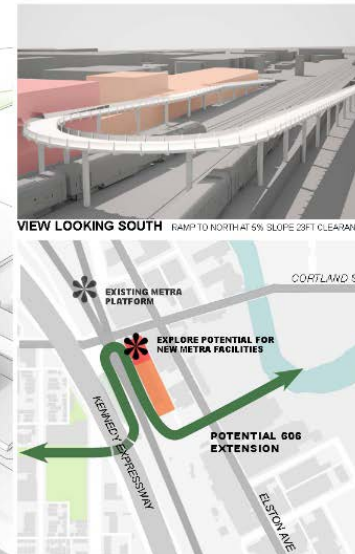 VIEW LOOKING SOUTH RAMP TO NORTH AT 5% SLOPE 23FT CLEARAN
CORTLAND S
EXISTING METRA
PLATFORM
EXPLORE POTENTIAL FOR
NEW METRA FACILITIES
KENNEDY EXPRESSWAY
POTENTIAL 606
EXTENSION
ELSTON AVE